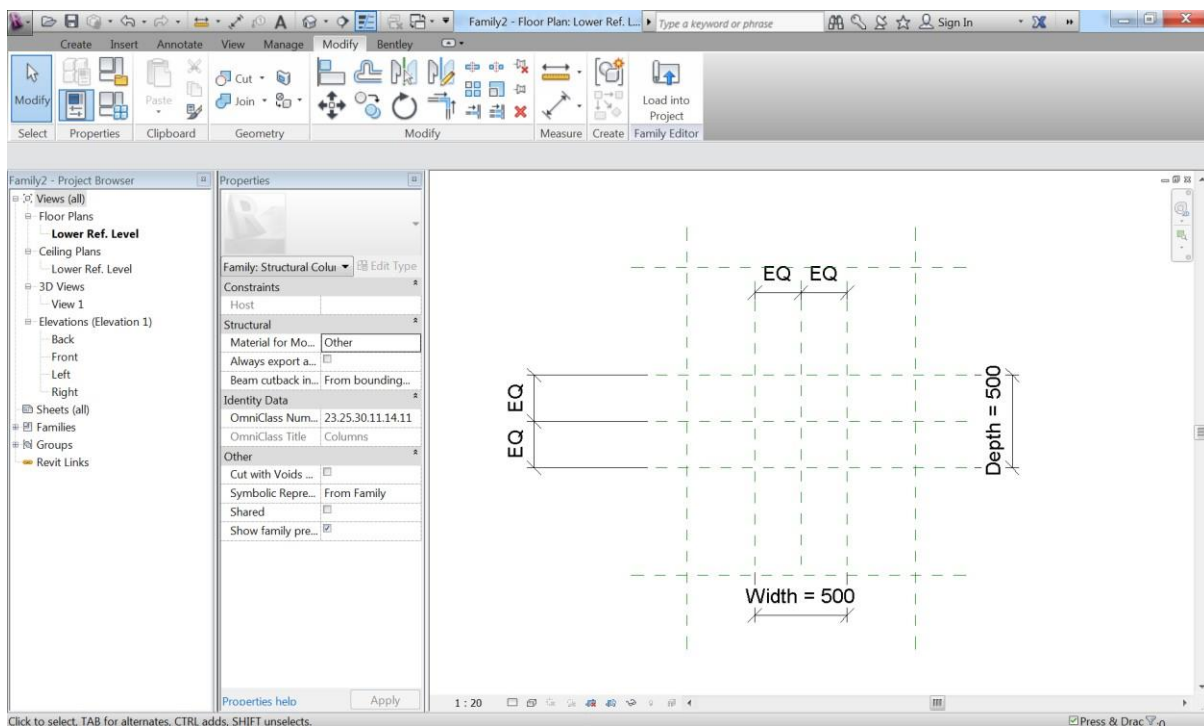 Family2 - Floor Plan: Lower Ref. L...
Type a keyword or phrase
Sign In
Create Insert Annotate View Manage Modify Bentley
Modify
Cut
Join
Paste
Load into
Project
Select Properties Clipboard Geometry Modify Measure Create Family Editor
Family2 - Project Browser
Views (all)
Floor Plans
Lower Ref. Level
Ceiling Plans
Lower Ref. Level
3D Views
View 1
Elevations (Elevation 1)
Back
Front
Left
Right
Sheets (all)
Families
Groups
Revit Links
Properties
Family: Structural Colu
Edit Type
Constraints
Host
Structural
Material for Mo... Other
Always export a...
Beam cutback in... From bounding...
Identity Data
OmniClass Num... 23.25.30.11.14.11
OmniClass Title Columns
Other
Cut with Voids ...
Symbolic Repre... From Family
Shared
Show family pre...
Properties help
Apply
EQ EQ
EQ
EQ
Depth = 500
Width = 500
1 : 20
Click to select, TAB for alternates, CTRL adds, SHIFT unselects.
Press & Drac
:0